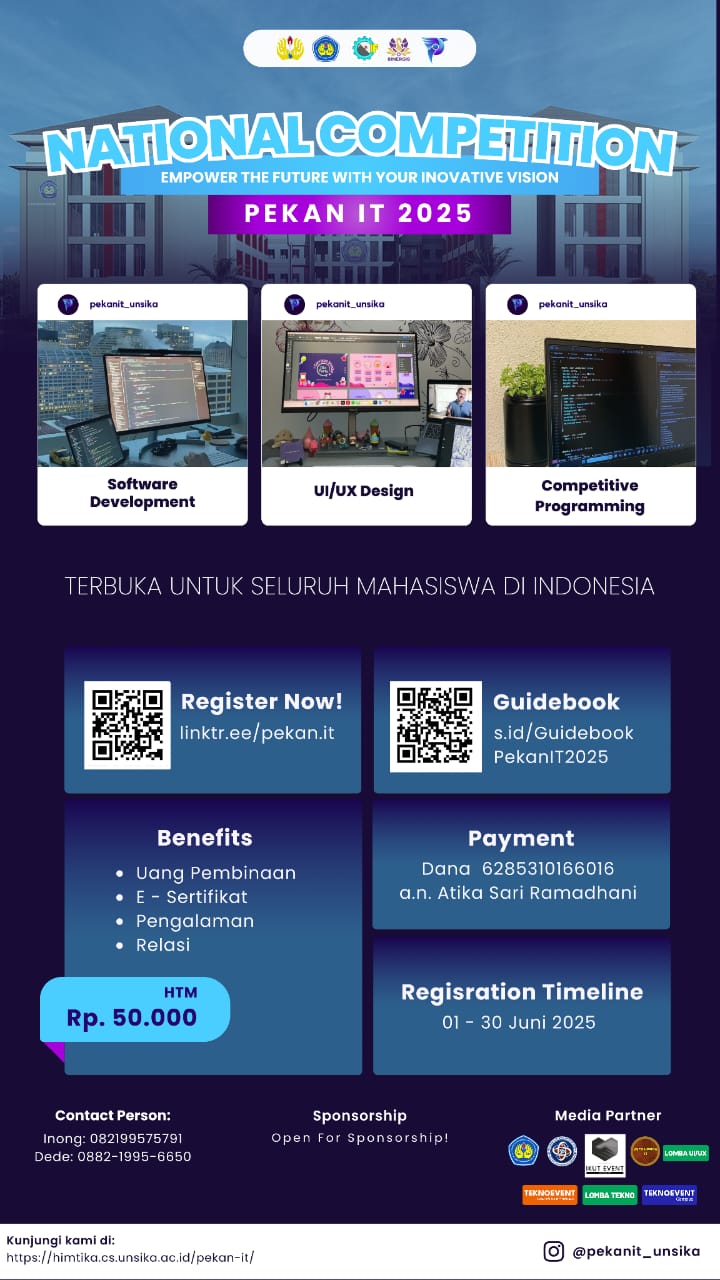 SINERGIS
NATIONAL COMPETITION
EMPOWER THE FUTURE WITH YOUR INOVATIVE VISION
PEKAN IT 2025
pekanit_unsika
Software
Development
pekanit_unsika
UI/UX Design
pekanit_unsika
Competitive
Programming
TERBUKA UNTUK SELURUH MAHASISWA DI INDONESIA
Register Now!
linktr.ee/pekan.it
Guidebook
s.id/Guidebook
PekanIT2025
Benefits
• Uang Pembinaan
• E - Sertifikat
• Pengalaman
• Relasi
HTM
Rp. 50.000
Payment
Dana 6285310166016
a.n. Atika Sari Ramadhani
Regisration Timeline
01 - 30 Juni 2025
Contact Person:
Inong: 082199575791
Dede: 0882-1995-6650
Sponsorship
Open For Sponsorship!
Media Partner
IKUT EVENT
LOMBA UI/UX
TEKNOEVENT
LOMBA TEKNO
TEKNOEVENT
Campus
Kunjungi kami di:
https://himtika.cs.unsika.ac.id/pekan-it/
@pekanit_unsika